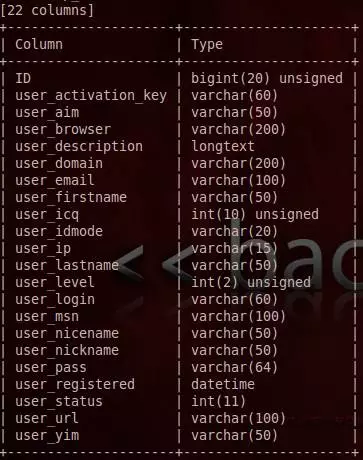 [22 columns]
+---------------------+---------------------+
| Column | Type |
+---------------------+---------------------+
| ID | bigint(20) unsigned |
| user_activation_key | varchar(60) |
| user_aim | varchar(50) |
| user_browser | varchar(200) |
| user_description | longtext |
| user_domain | varchar(200) |
| user_email | varchar(100) |
| user_firstname | varchar(50) |
| user_icq | int(10) unsigned |
| user_idmode | varchar(20) |
| user_ip | varchar(15) |
| user_lastname | varchar(50) |
| user_level | int(2) unsigned |
| user_login | varchar(60) |
| user_msn | varchar(100) |
| user_nicename | varchar(50) |
| user_nickname | varchar(50) |
| user_pass | varchar(64) |
| user_registered | datetime |
| user_status | int(11) |
| user_url | varchar(100) |
| user_yim | varchar(50) |
+---------------------+---------------------+
<< bac